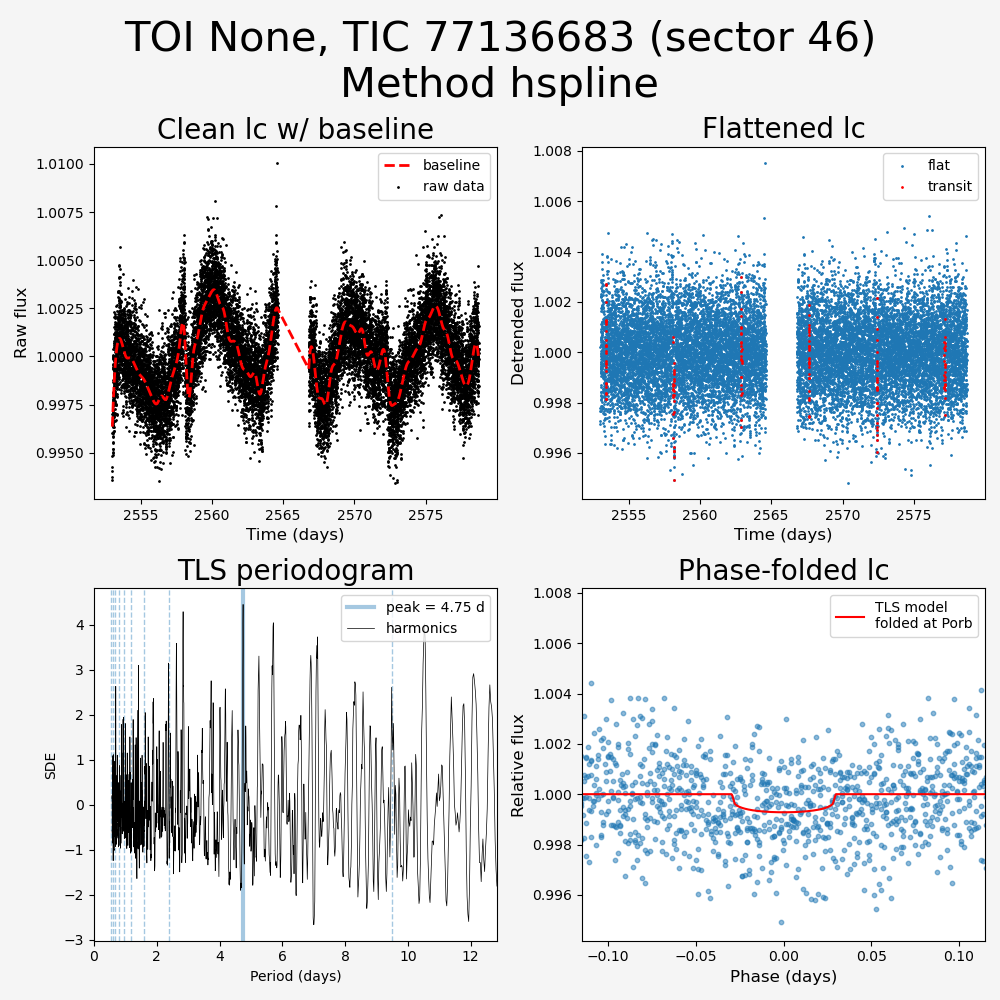 TOI None, TIC 77136683 (sector 46)
Method hspline
Clean lc w/ baseline
Raw flux
1.0100
1.0075
1.0050
1.0025
1.0000
0.9975
0.9950
baseline
raw data
2555 2560 2565 2570 2575
Time (days)
Flattened lc
Detrended flux
1.008
1.006
1.004
1.002
1.000
0.998
0.996
flat
transit
2555 2560 2565 2570 2575
Time (days)
TLS periodogram
SDE
4
3
2
1
0
−1
−2
−3
peak = 4.75 d
harmonics
0 2 4 6 8 10 12
Period (days)
Phase-folded lc
Relative flux
1.008
1.006
1.004
1.002
1.000
0.998
0.996
TLS model
folded at Porb
−0.10 −0.05 0.00 0.05 0.10
Phase (days)